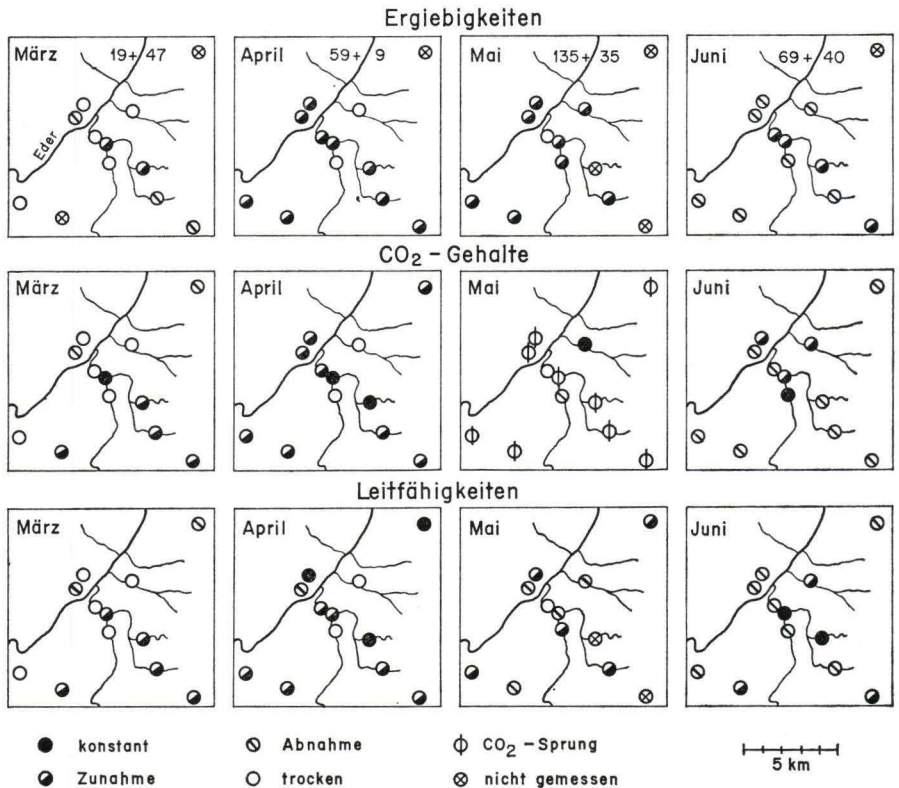 Ergiebigkeiten
März 19+ 47
April 59+ 9
Mai 135+ 35
Juni 69+ 40
Eder
CO₂ – Gehalte
März
April
Mai
Juni
Leitfähigkeiten
März
April
Mai
Juni
konstant
Abnahme
CO₂ – Sprung
Zunahme
trocken
nicht gemessen
5 km